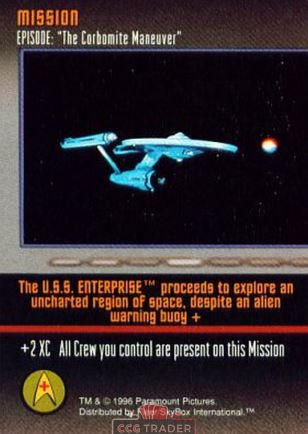 MISSION
EPISODE: "The Corbomite Maneuver"
The U.S.S. ENTERPRISE™ proceeds to explore an
uncharted region of space, despite an alien
warning buoy +
+2 XC All Crew you control are present on this Mission
TM & © 1996 Paramount Pictures.
Distributed by SkyBox International.™
CCG TRADER